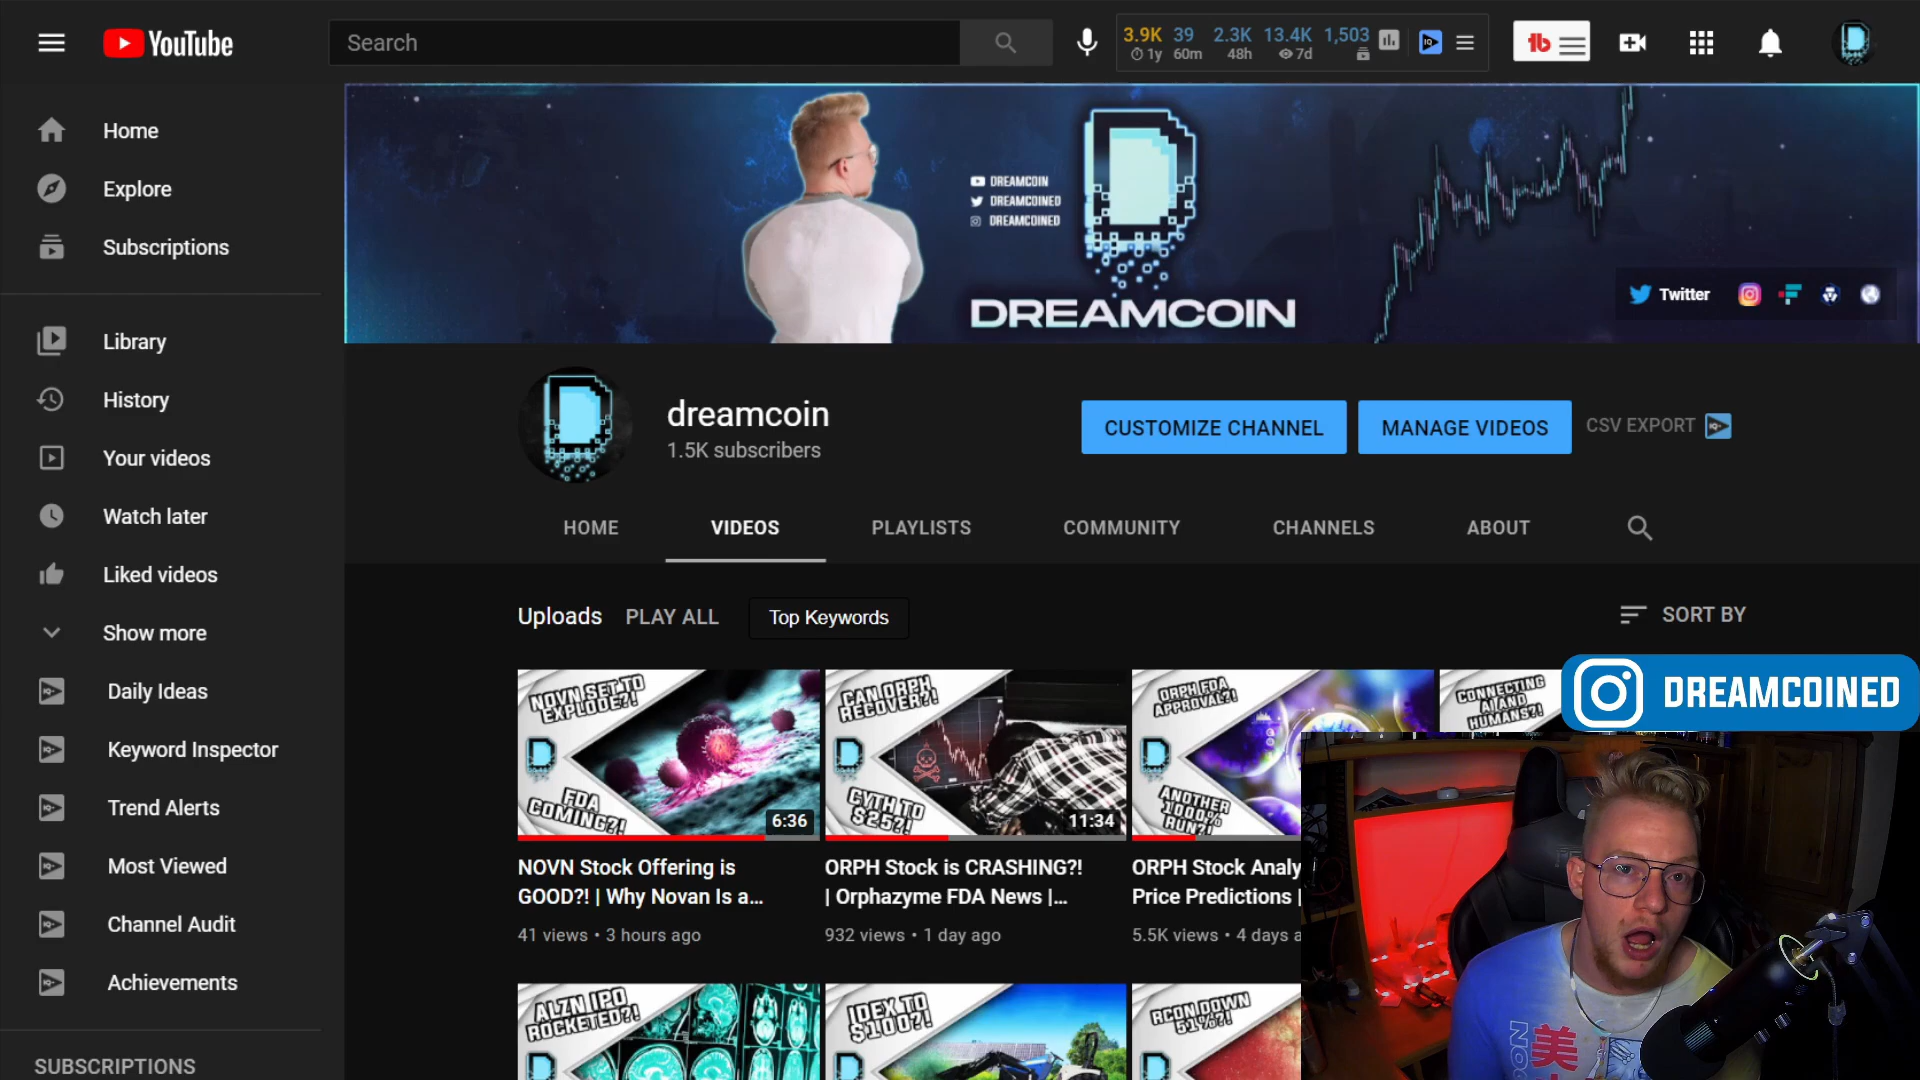 YouTube
Search
3.9K 39 2.3K 13.4K 1,503
1y 60m 48h 7d
Home
Explore
Subscriptions
Library
History
Your videos
Watch later
Liked videos
Show more
Daily Ideas
Keyword Inspector
Trend Alerts
Most Viewed
Channel Audit
Achievements
SUBSCRIPTIONS
DREAMCOIN
DREAMCOINED
DREAMCOINED
DREAMCOIN
Twitter
dreamcoin
1.5K subscribers
CUSTOMIZE CHANNEL
MANAGE VIDEOS
CSV EXPORT
HOME
VIDEOS
PLAYLISTS
COMMUNITY
CHANNELS
ABOUT
Uploads
PLAY ALL
Top Keywords
SORT BY
NOVN SET TO
EXPLODE?!
FDA
COMING?!
6:36
NOVN Stock Offering is
GOOD?! | Why Novan Is a...
41 views • 3 hours ago
CAN ORPH
RECOVER?!
CYTH TO
$25?!
11:34
ORPH Stock is CRASHING?!
| Orphazyme FDA News |...
932 views • 1 day ago
ORPH FDA
APPROVAL?!
ANOTHER
1000%
RUN?!
ORPH Stock Analy
Price Predictions |
5.5K views • 4 days a
CONNECTING
AI AND
HUMANS?!
DREAMCOINED
ALZN IPO
ROCKETED?!
IDEX TO
$100?!
RCON DOWN
51%?!
美